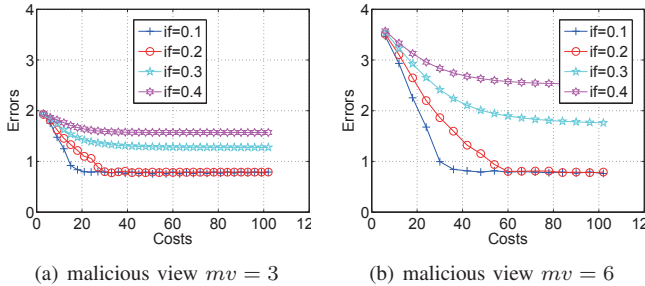 4
3
2
1
0
Errors
0 20 40 60 80 100 120
Costs
if=0.1
if=0.2
if=0.3
if=0.4
(a) malicious view mv = 3
4
3
2
1
0
Errors
0 20 40 60 80 100 12
Costs
if=0.1
if=0.2
if=0.3
if=0.4
(b) malicious view mv = 6